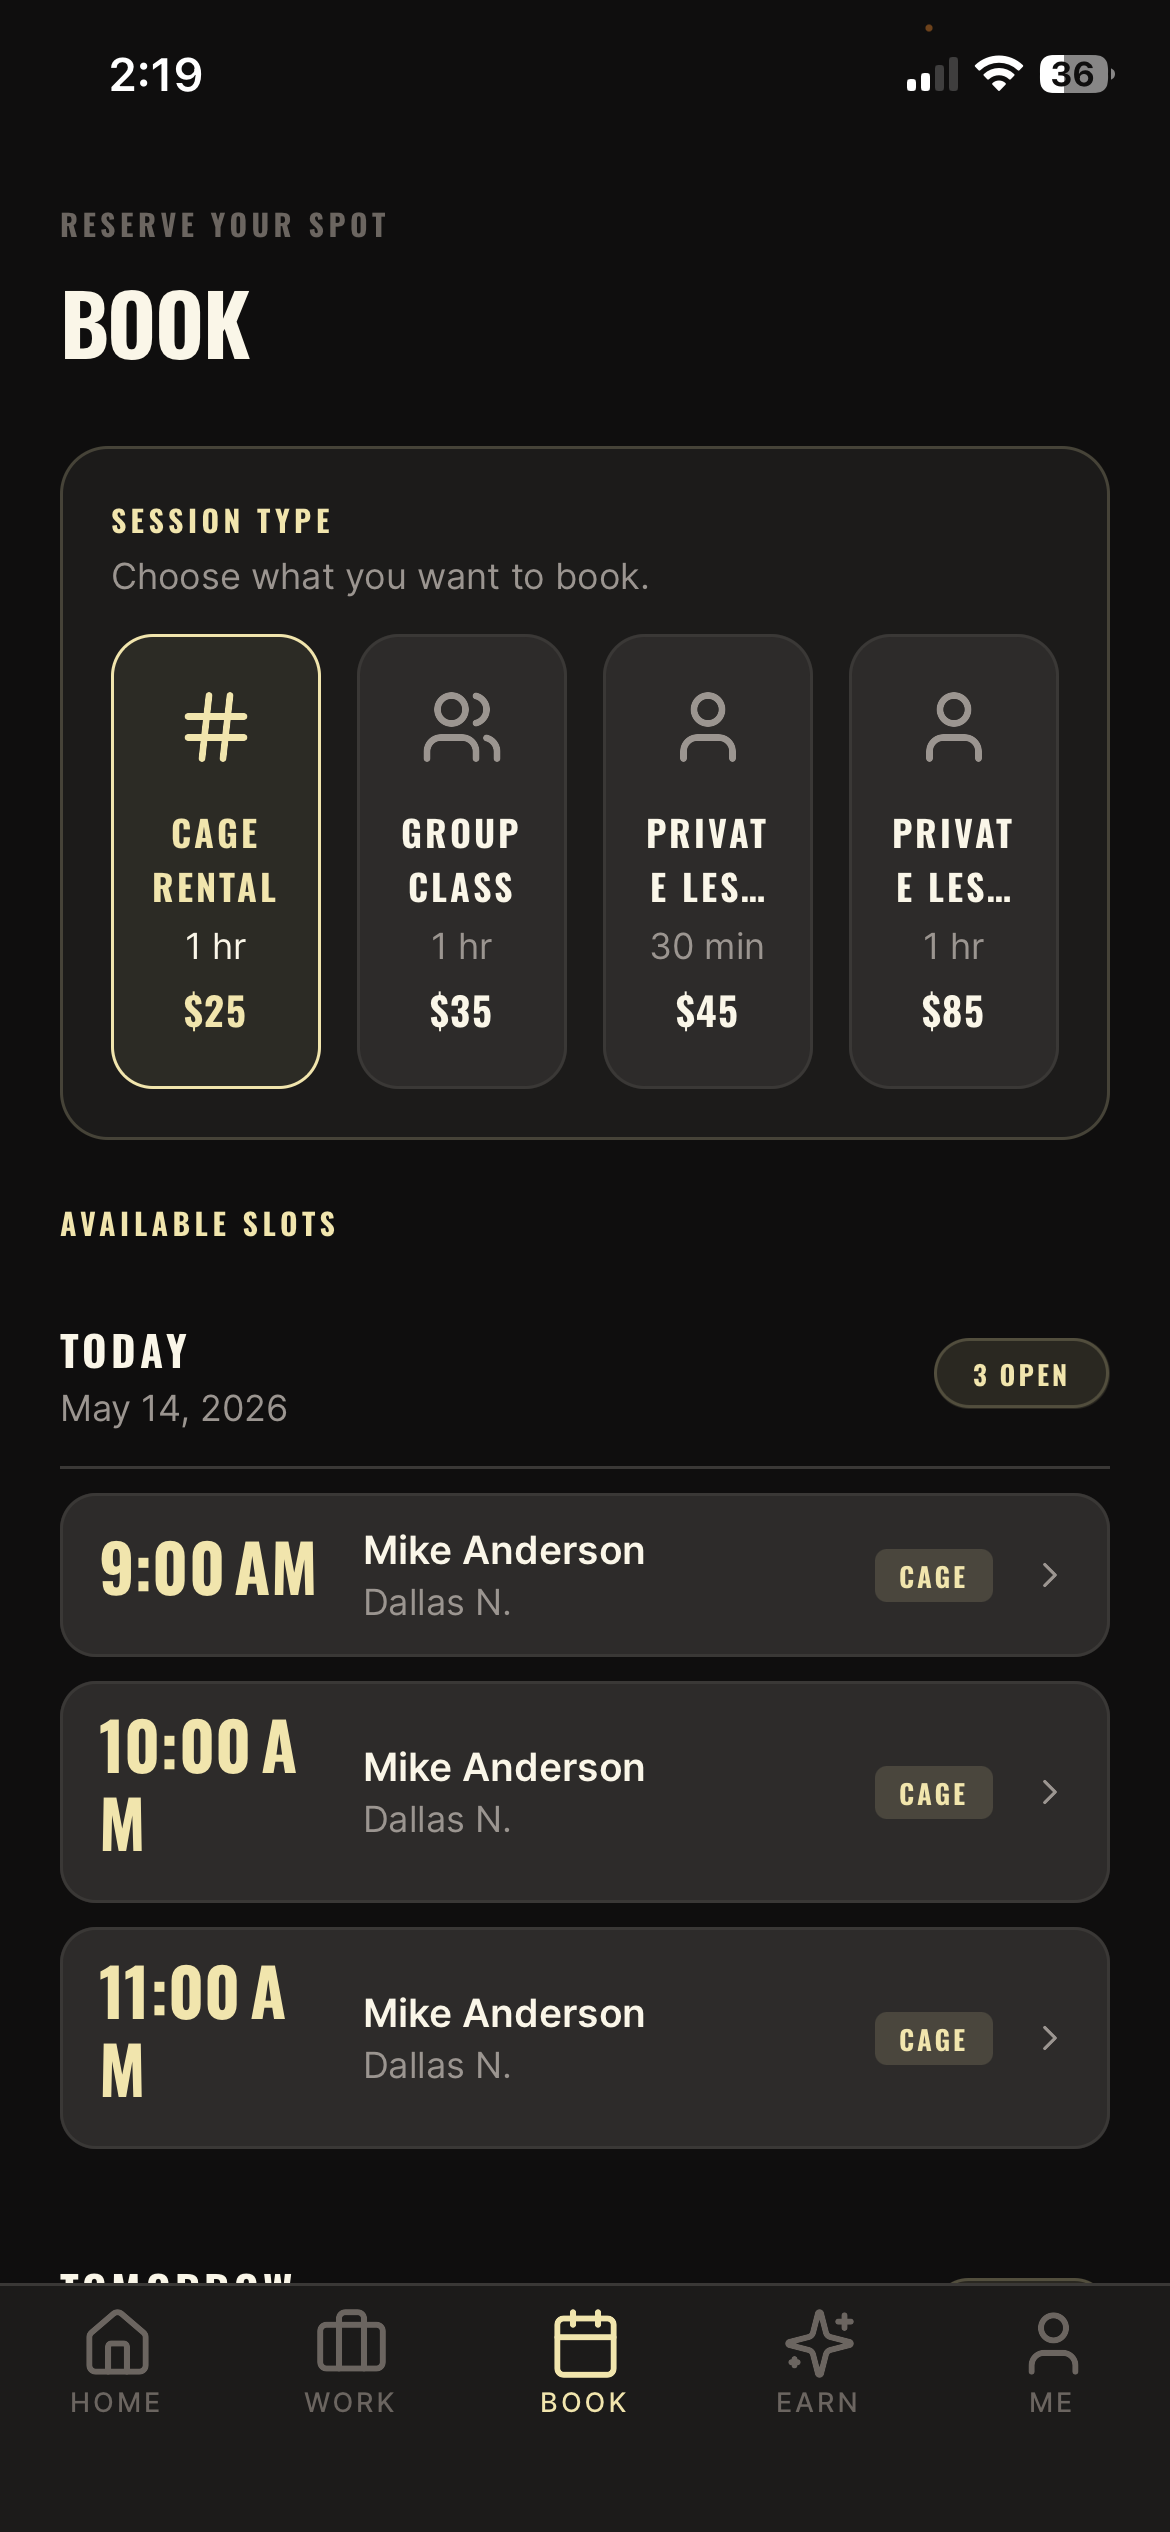 2:19
36
RESERVE YOUR SPOT
BOOK
SESSION TYPE
Choose what you want to book.
CAGE
RENTAL
1 hr
$25
GROUP
CLASS
1 hr
$35
PRIVAT
E LES...
30 min
$45
PRIVAT
E LES...
1 hr
$85
AVAILABLE SLOTS
TODAY
May 14, 2026
3 OPEN
9:00 AM
Mike Anderson
Dallas N.
CAGE
10:00 A
M
Mike Anderson
Dallas N.
CAGE
11:00 A
M
Mike Anderson
Dallas N.
CAGE
TOMORROW
HOME
WORK
BOOK
EARN
ME